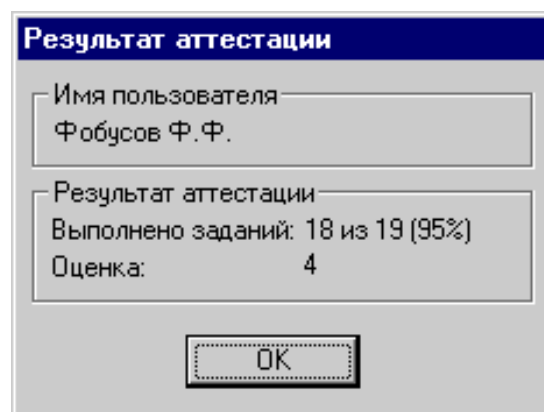 Результат аттестации
Имя пользователя
Фобусов Ф.Ф.
Результат аттестации
Выполнено заданий: 18 из 19 (95%)
Оценка: 4
OK